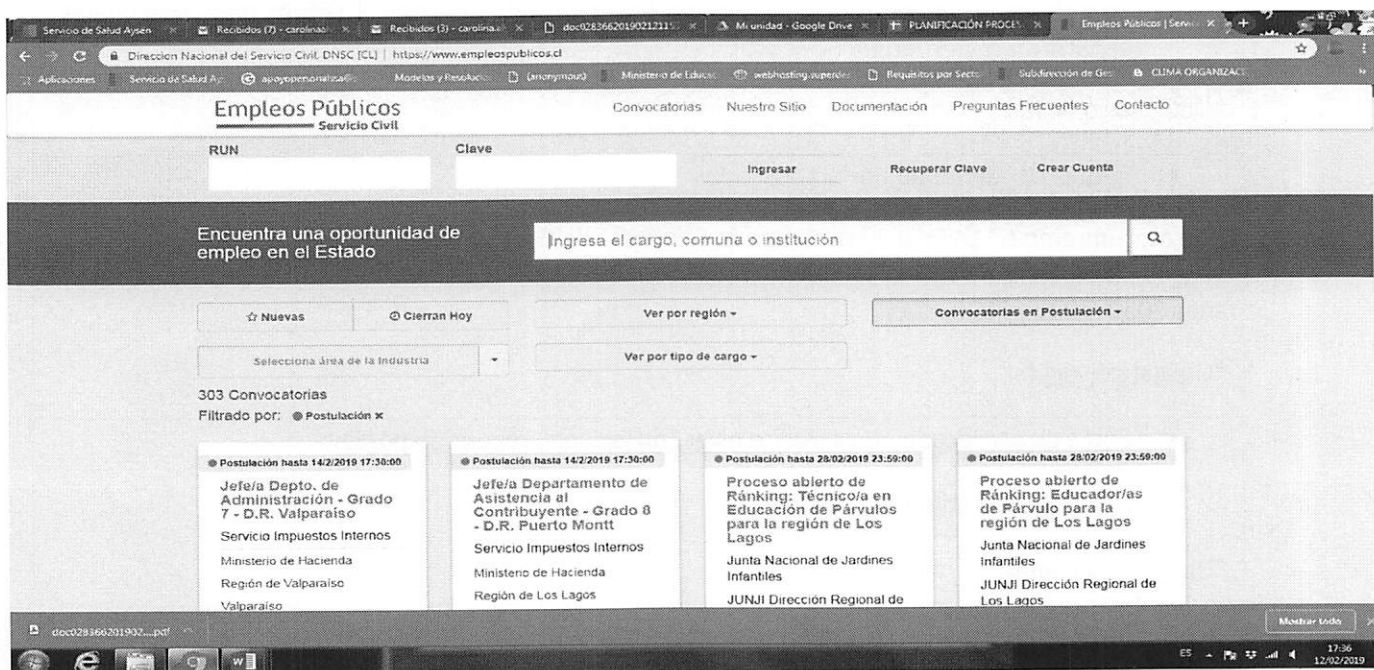 Servicio de Salud Aysen
Recibidos (7) - carolina
Recibidos (3) - carolina
Mi unidad - Google Drive
PLANIFICACIÓN PROCES
Empleos Públicos | Servi
Direccion Nacional del Servicio Civil, DNSC [CL] | https://www.empleospublicos.cl
Aplicaciones
Servicio de Salud Ay
Modelos y Resolucio
(anonymous)
Ministerio de Educac
Requisitos por Secto
Subdirección de Ges
CLIMA ORGANIZAC
Empleos Públicos
Servicio Civil
Convocatorias Nuestro Sitio Documentación Preguntas Frecuentes Contacto
RUN
Clave
Ingresar Recuperar Clave Crear Cuenta
Encuentra una oportunidad de
empleo en el Estado
Ingresa el cargo, comuna o institución
Nuevas
Cierran Hoy
Ver por región
Convocatorias en Postulación
Selecciona área de la Industria
Ver por tipo de cargo
303 Convocatorias
Filtrado por: Postulación ×
Postulación hasta 14/2/2019 17:30:00
Jefe/a Depto. de
Administración - Grado
7 - D.R. Valparaíso
Servicio Impuestos Internos
Ministerio de Hacienda
Región de Valparaíso
Valparaíso
Postulación hasta 14/2/2019 17:30:00
Jefe/a Departamento de
Asistencia al
Contribuyente - Grado 8
- D.R. Puerto Montt
Servicio Impuestos Internos
Ministerio de Hacienda
Región de Los Lagos
Postulación hasta 28/02/2019 23:59:00
Proceso abierto de
Ránking: Técnico/a en
Educación de Párvulos
para la región de Los
Lagos
Junta Nacional de Jardines
Infantiles
JUNJI Dirección Regional de
Postulación hasta 28/02/2019 23:59:00
Proceso abierto de
Ránking: Educador/as
de Párvulo para la
región de Los Lagos
Junta Nacional de Jardines
Infantiles
JUNJI Dirección Regional de
Los Lagos
doc028366201902....pdf
Mostrar todo
ES
17:36
12/02/2019